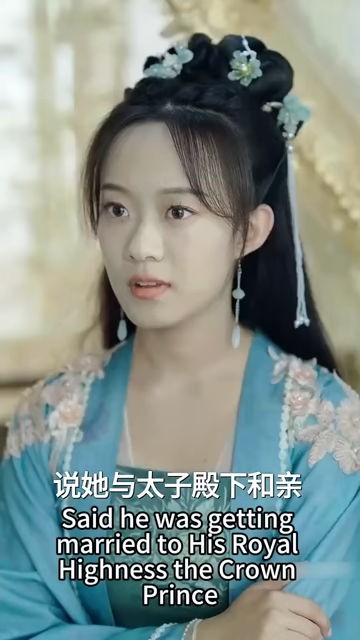 说她与太子殿下和亲
Said he was getting
married to His Royal
Highness the Crown
Prince